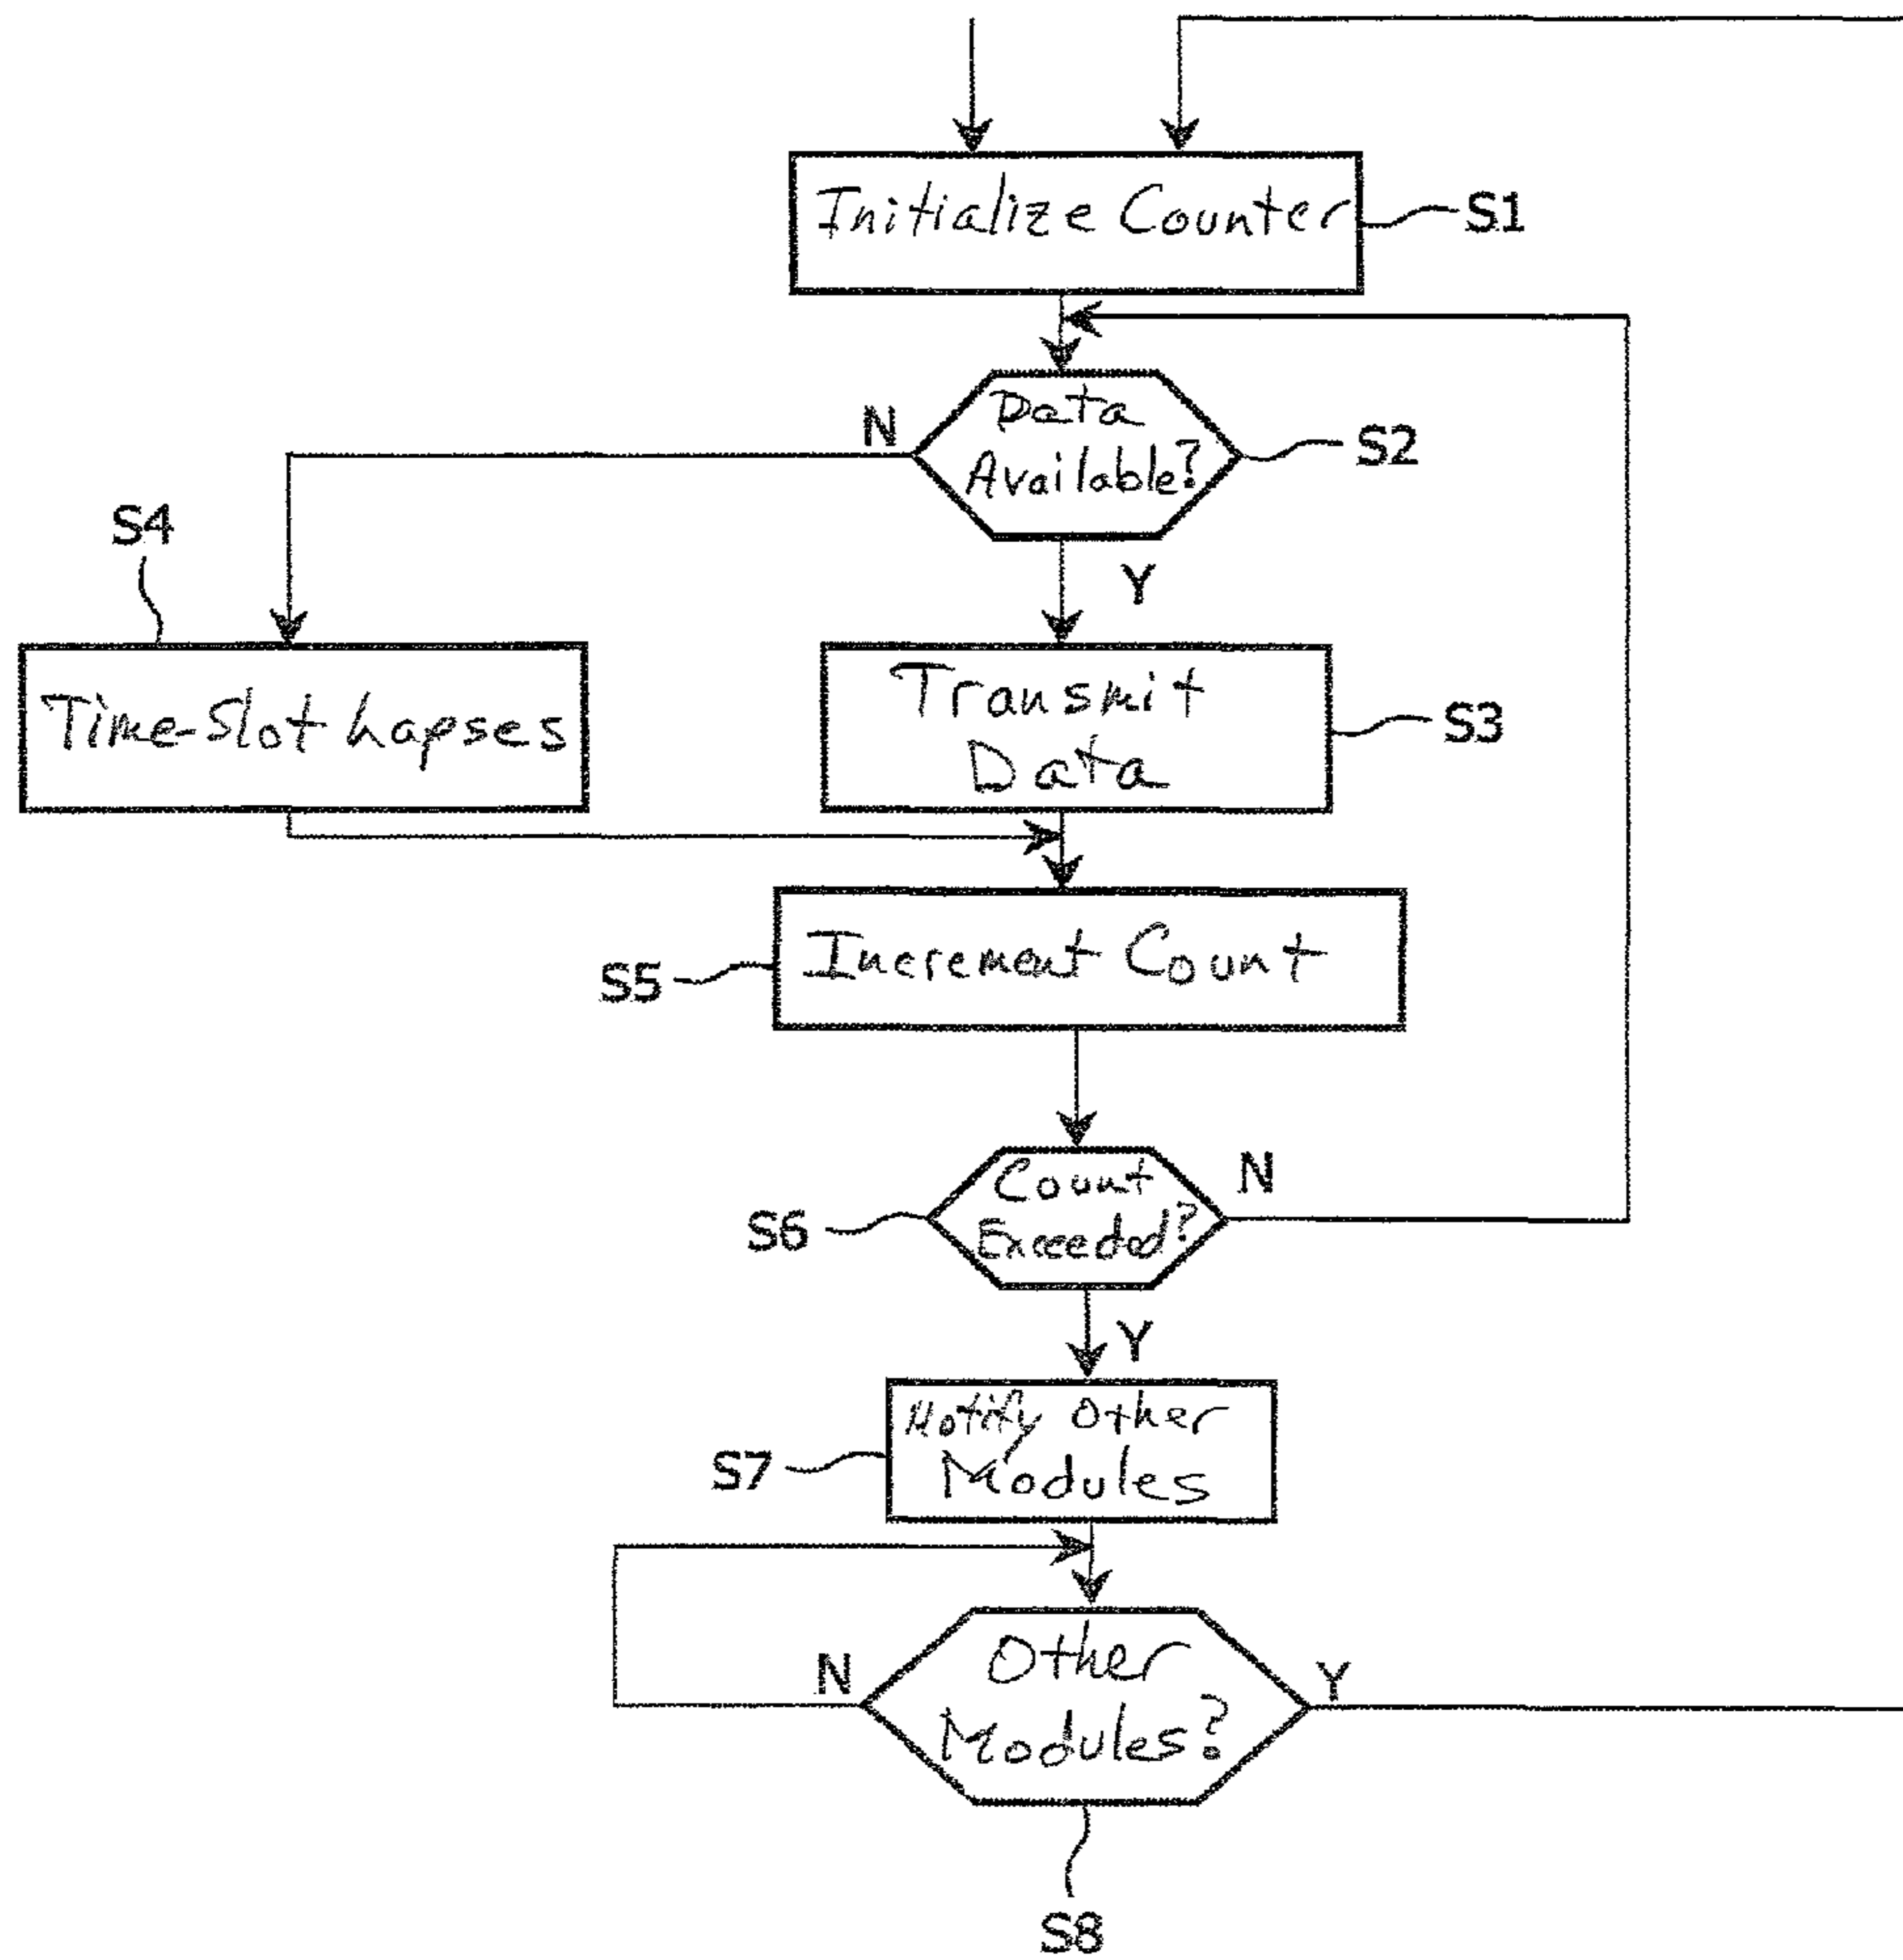 Initialize Counter
S1
Data
Available?
S2
N
Y
S4
Time-Slot Lapses
Transmit
Data
S3
Increment Count
S5
Count
Exceeded?
N
S6
Y
Notify Other
Modules
S7
Other
Modules?
N
Y
S8